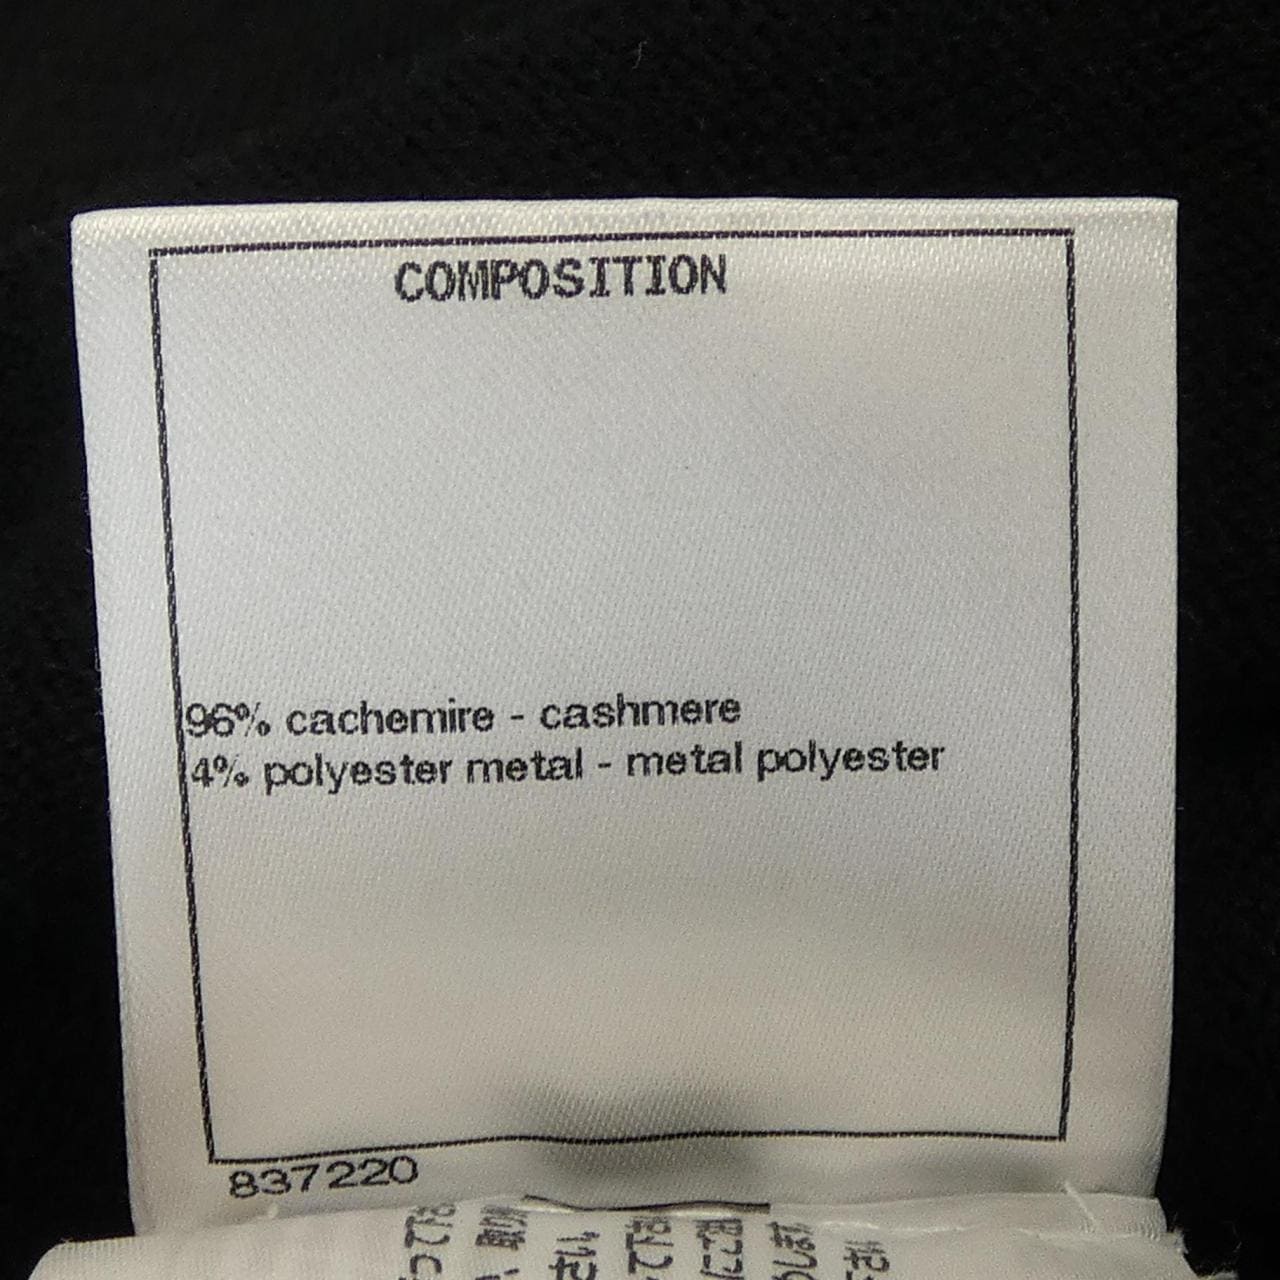 COMPOSITION
96% cachemire - cashmere
4% polyester metal - metal polyester
837220